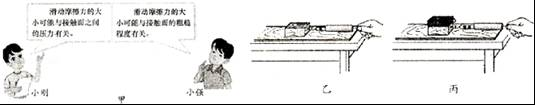 滑动摩擦力的大
小可能与接触面之间
的压力有关。
滑动摩擦力的大
小可能与接触面的粗糙
程度有关。
小刚
甲
小强
乙
丙